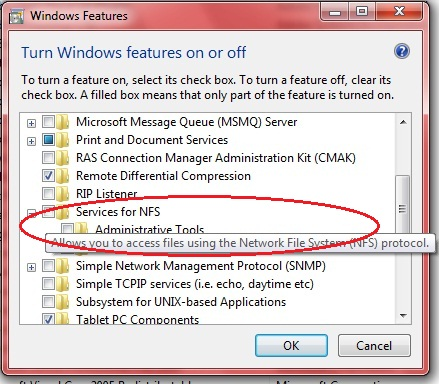 Windows Features
Turn Windows features on or off
To turn a feature on, select its check box. To turn a feature off, clear its
check box. A filled box means that only part of the feature is turned on.
Microsoft Message Queue (MSMQ) Server
Print and Document Services
RAS Connection Manager Administration Kit (CMAK)
Remote Differential Compression
RIP Listener
Services for NFS
Administrative Tools
Allows you to access files using the Network File System (NFS) protocol.
Simple Network Management Protocol (SNMP)
Simple TCPIP services (i.e. echo, daytime etc)
Subsystem for UNIX-based Applications
Tablet PC Components
OK Cancel